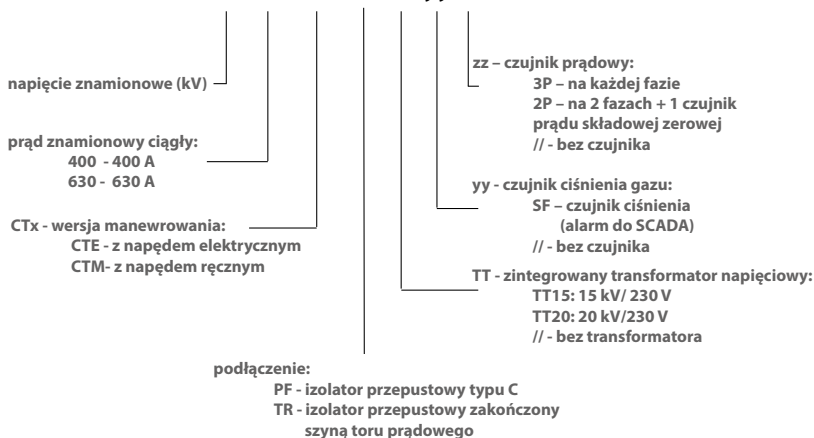 napięcie znamionowe (kV)
prąd znamionowy ciągły:
400 - 400 A
630 - 630 A
CTx - wersja manewrowania:
CTE - z napędem elektrycznym
CTM- z napędem ręcznym
podłączenie:
PF - izolator przepustowy typu C
TR - izolator przepustowy zakończony
szyną toru prądowego
zz – czujnik prądowy:
3P – na każdej fazie
2P – na 2 fazach + 1 czujnik
prądu składowej zerowej
// - bez czujnika
yy - czujnik ciśnienia gazu:
SF – czujnik ciśnienia
(alarm do SCADA)
// - bez czujnika
TT - zintegrowany transformator napięciowy:
TT15: 15 kV/ 230 V
TT20: 20 kV/230 V
// - bez transformatora